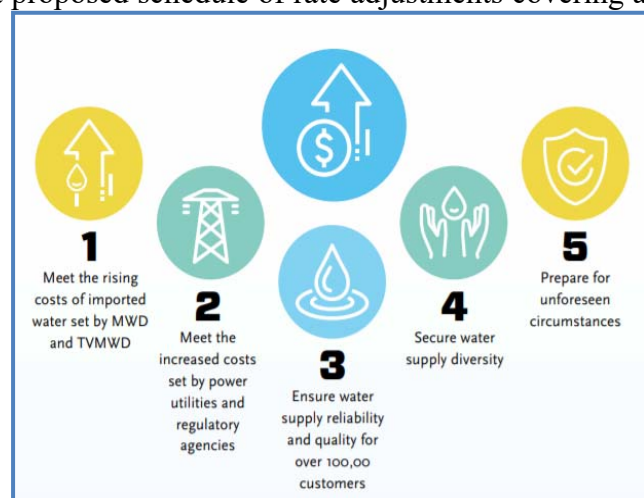 proposed schedule of rate adjustments covering
1
Meet the rising
costs of imported
water set by MWD
and TVMWD
2
Meet the
increased costs
set by power
utilities and
regulatory
agencies
$
3
Ensure water
supply reliability
and quality for
over 100,00
customers
4
Secure water
supply diversity
5
Prepare for
unforeseen
circumstances